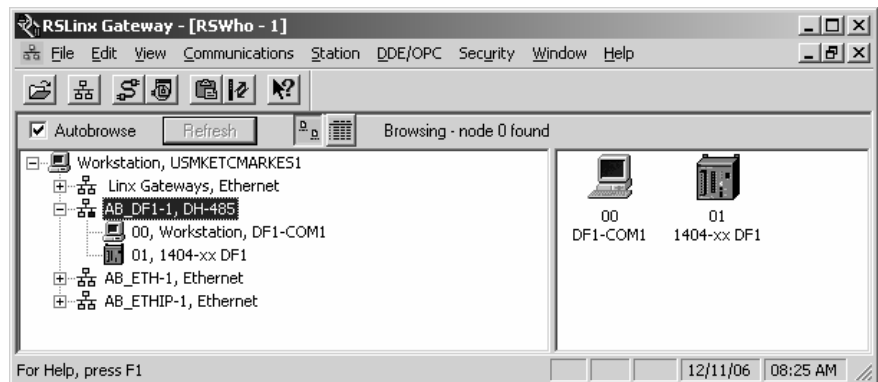 RSLinx Gateway - [RSWho - 1]
File Edit View Communications Station DDE/OPC Security Window Help
Autobrowse Refresh Browsing - node 0 found
Workstation, USMKETCMARKES1
Linx Gateways, Ethernet
AB_DF1-1, DH-485
00, Workstation, DF1-COM1
01, 1404-xx DF1
AB_ETH-1, Ethernet
AB_ETHIP-1, Ethernet
00
DF1-COM1
01
1404-xx DF1
For Help, press F1 12/11/06 08:25 AM